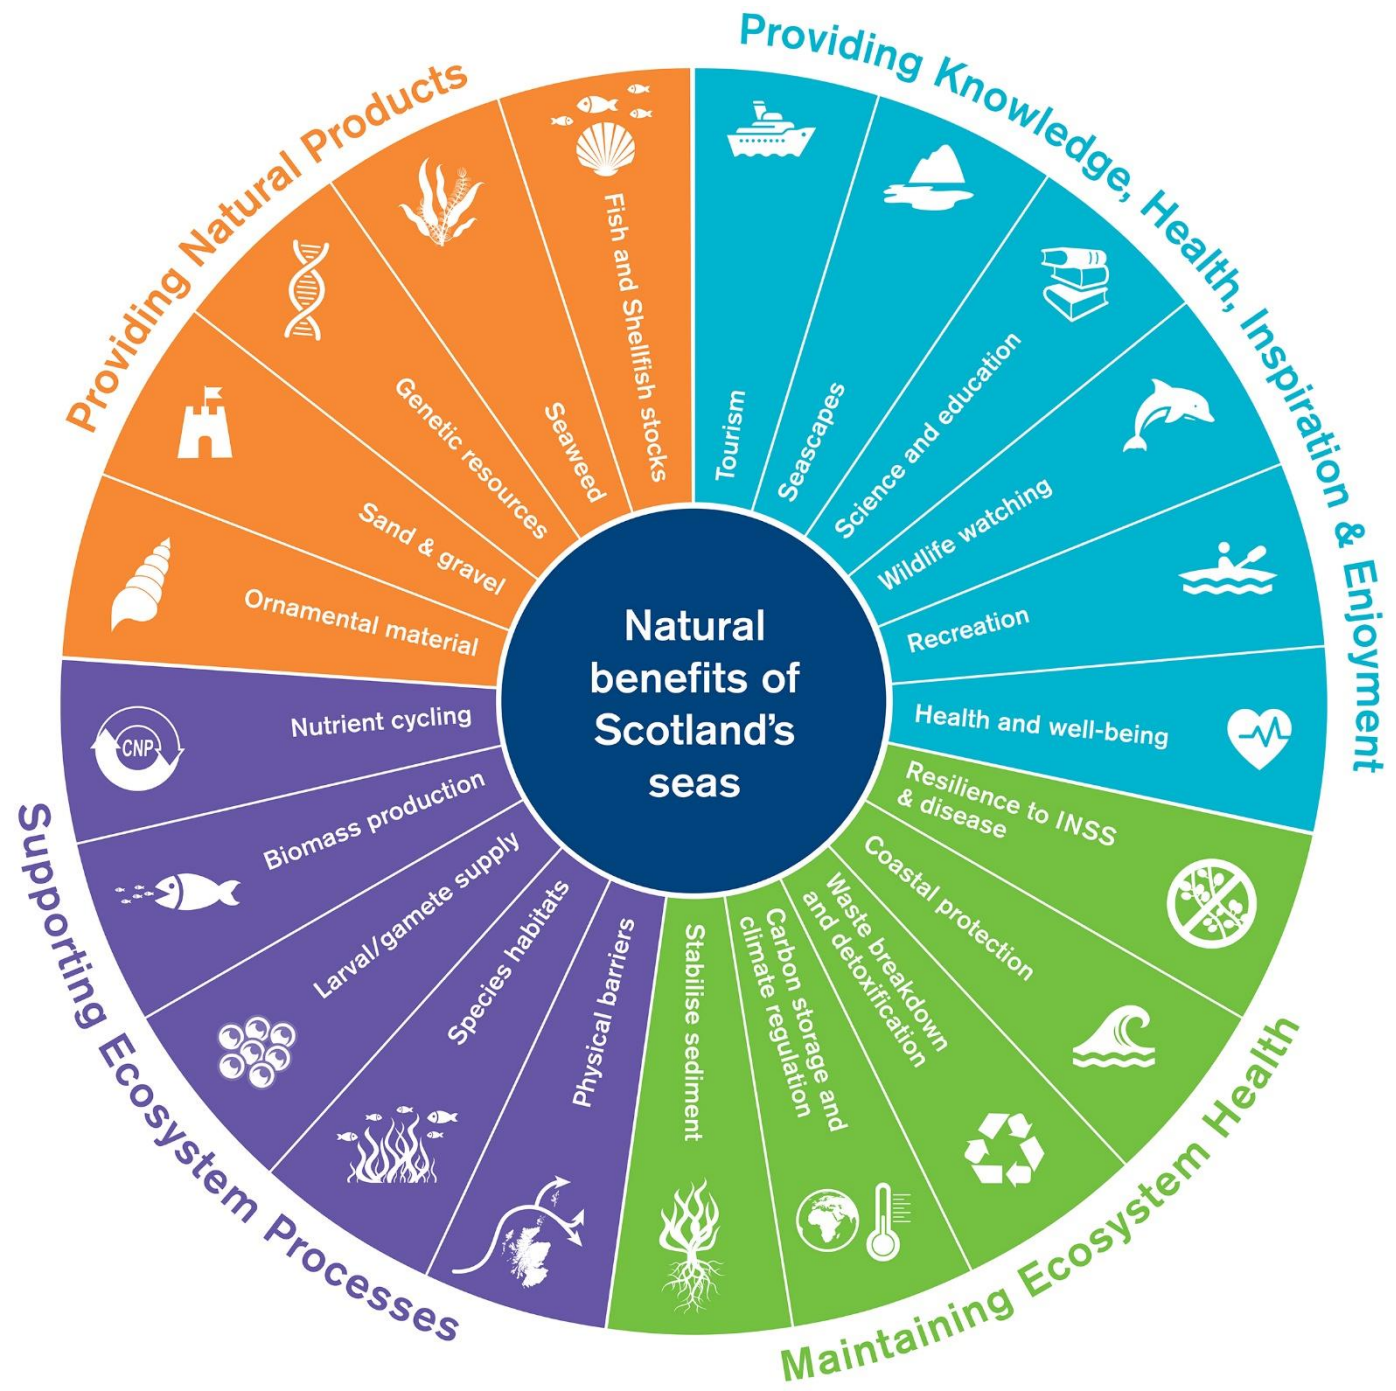 Natural
benefits of
Scotland's
seas
Providing Knowledge, Health, Inspiration & Enjoyment
Tourism
Seascapes
Science and education
Wildlife watching
Recreation
Health and well-being
Maintaining Ecosystem Health
Resilience to INSS
& disease
Coastal protection
Waste breakdown
and detoxification
Carbon storage and
climate regulation
Stabilise sediment
Supporting Ecosystem Processes
Physical barriers
Species habitats
Larval/gamete supply
Biomass production
Nutrient cycling
CNP
Providing Natural Products
Ornamental material
Sand & gravel
Genetic resources
Seaweed
Fish and Shellfish stocks